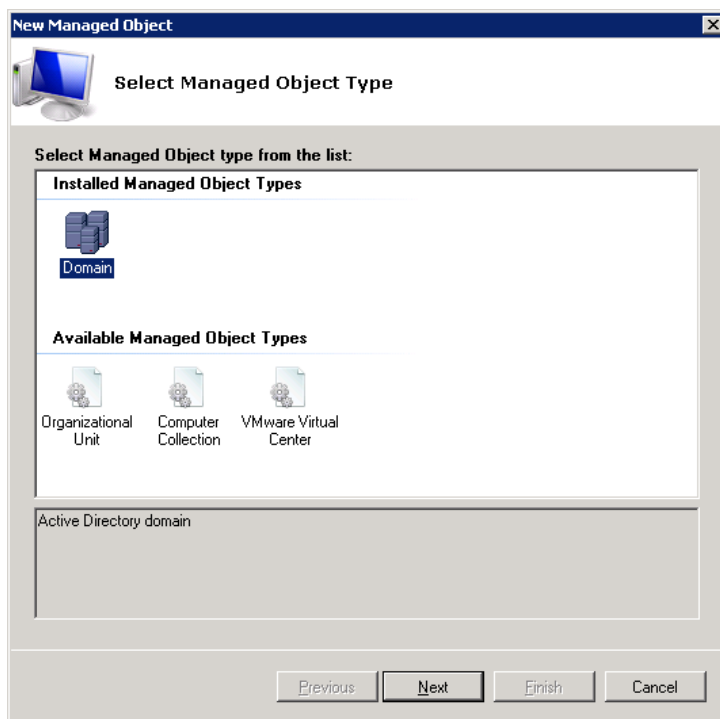 New Managed Object
Select Managed Object Type
Select Managed Object type from the list:
Installed Managed Object Types
Domain
Available Managed Object Types
Organizational
Unit
Computer
Collection
VMware Virtual
Center
Active Directory domain
Previous
Next
Finish
Cancel